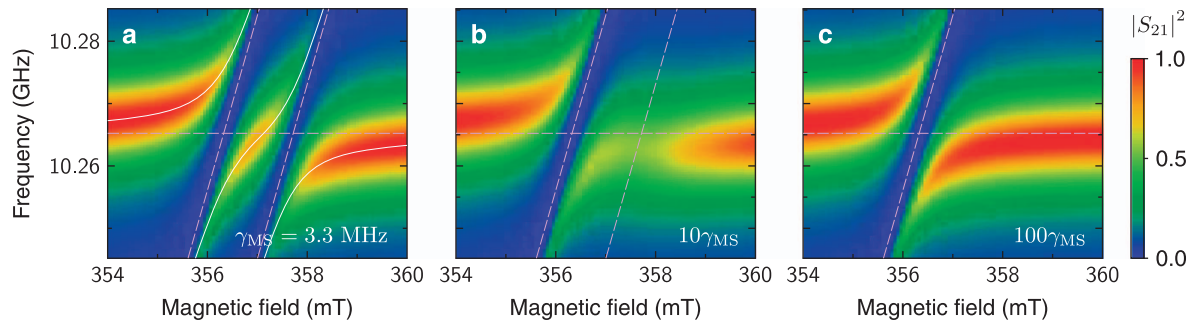 a
b
c
|S₂₁|²
10.28
10.26
Frequency (GHz)
γMS = 3.3 MHz
10γMS
100γMS
1.0
0.5
0.0
354 356 358 360
354 356 358 360
354 356 358 360
Magnetic field (mT)
Magnetic field (mT)
Magnetic field (mT)